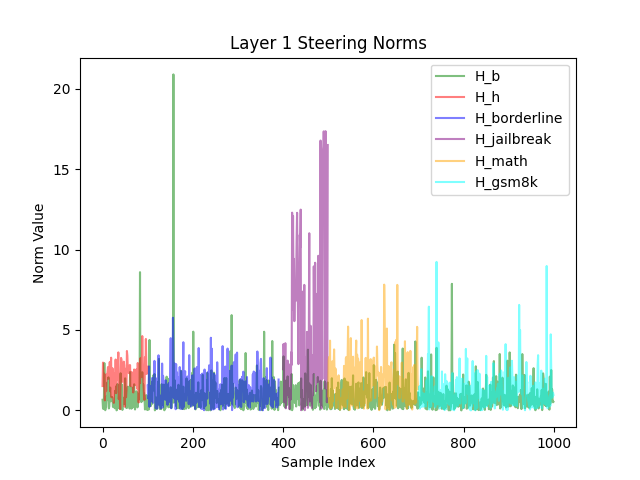 Layer 1 Steering Norms
H_b
H_h
H_borderline
H_jailbreak
H_math
H_gsm8k
Norm Value
20
15
10
5
0
0
200
400
600
800
1000
Sample Index